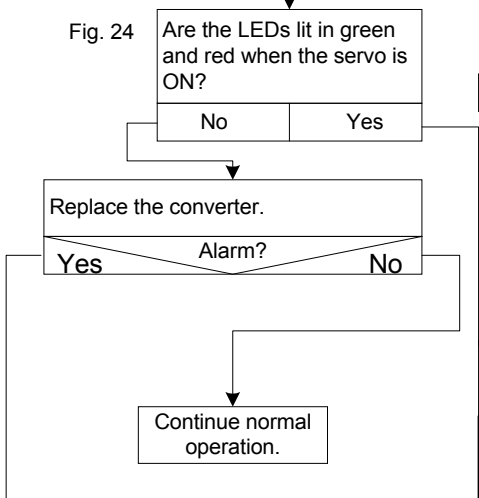 Fig. 24
Are the LEDs lit in green
and red when the servo is
ON?
No
Yes
Replace the converter.
Alarm?
Yes
No
Continue normal
operation.